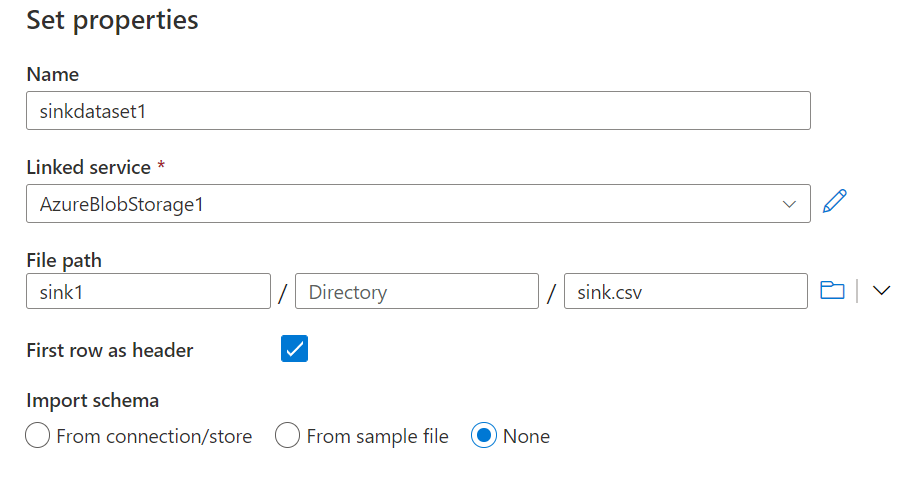 Set properties
Name
sinkdataset1
Linked service *
AzureBlobStorage1
File path
sink1 / Directory / sink.csv
First row as header
Import schema
From connection/store From sample file None